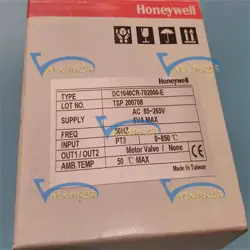 Honeywell
TYPE DC1040CR-702000-E
LOT NO. TSP 200708
SUPPLY AC 85~265V
6VA MAX
FREQ 50HZ
INPUT PT3 0~850℃
OUT1 / OUT2 Motor Valve / None
AMB.TEMP 50 ℃ MAX
Made In Taiwan